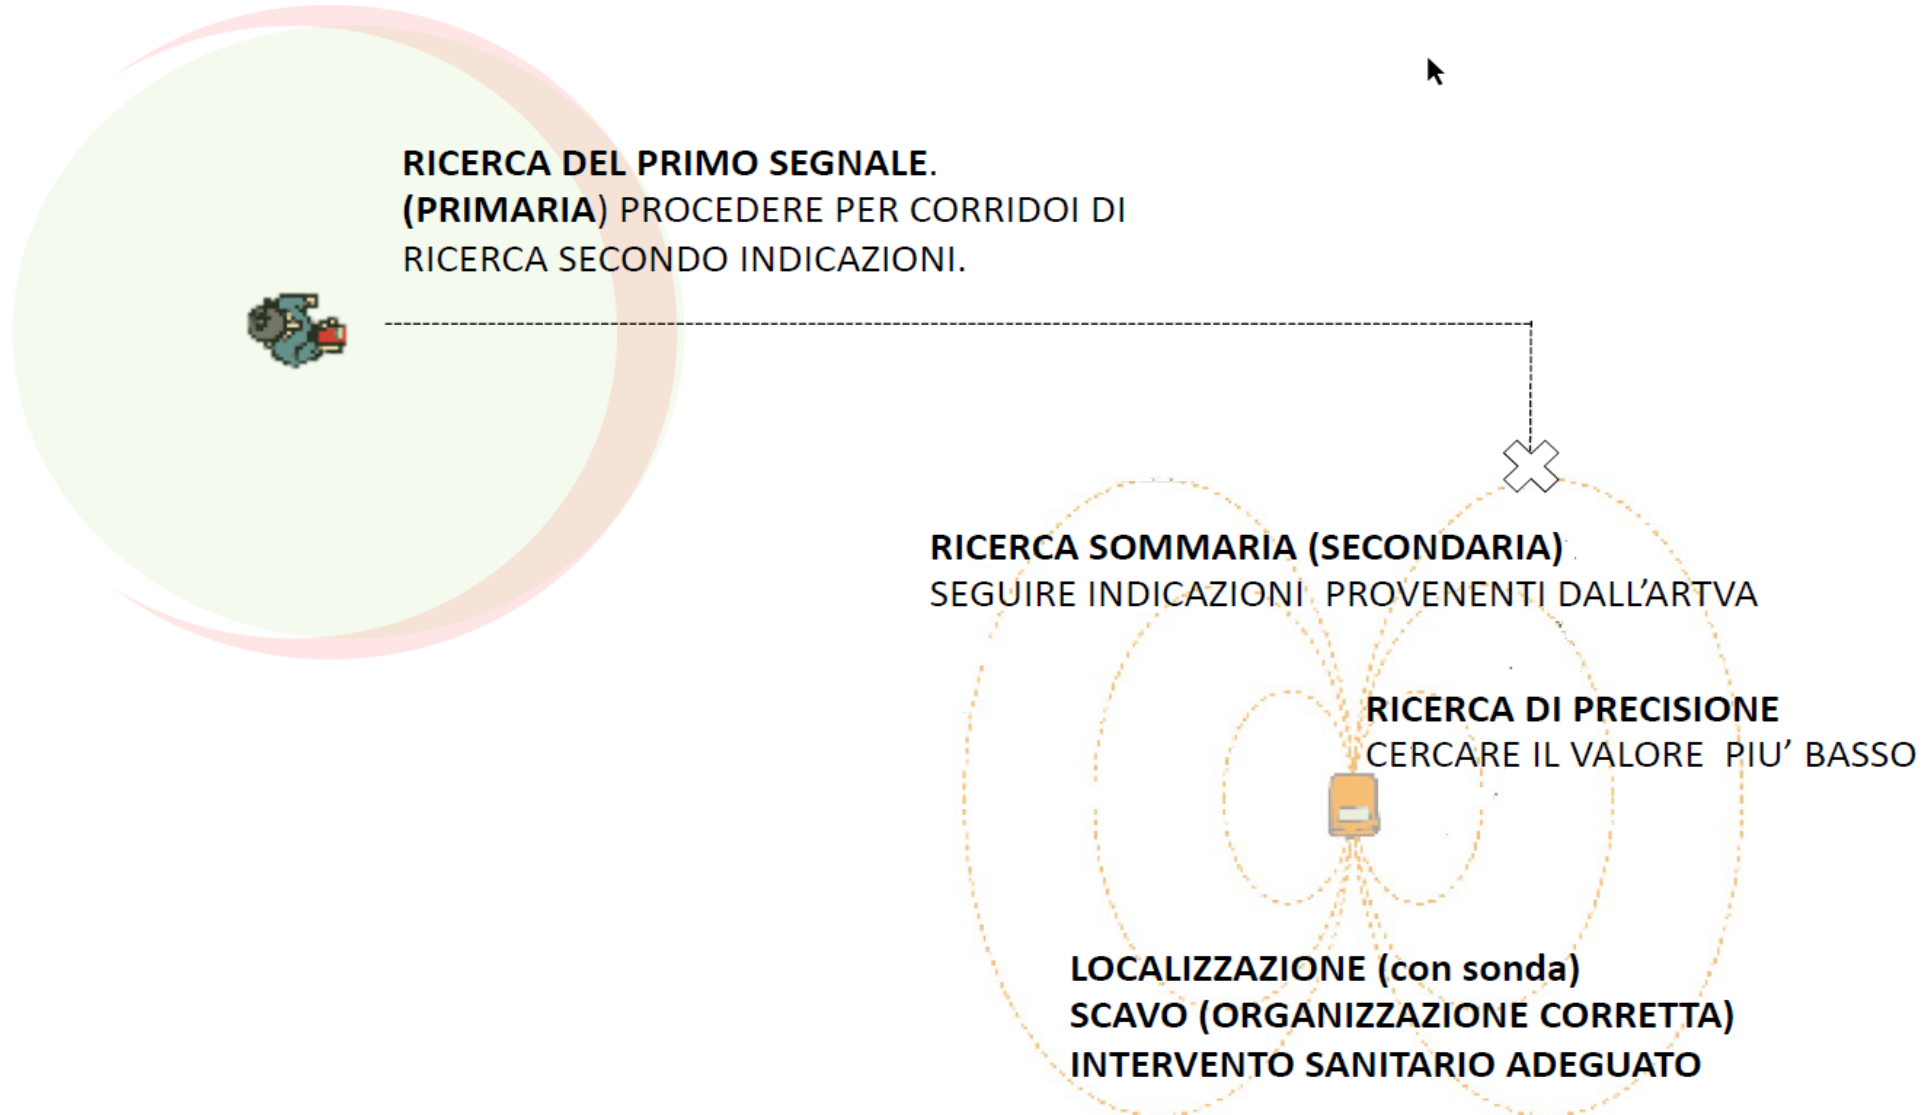 RICERCA DEL PRIMO SEGNALE.
(PRIMARIA) PROCEDERE PER CORRIDOI DI
RICERCA SECONDO INDICAZIONI.
RICERCA SOMMARIA (SECONDARIA)
SEGUIRE INDICAZIONI PROVENENTI DALL'ARTVA
RICERCA DI PRECISIONE
CERCARE IL VALORE PIU' BASSO
LOCALIZZAZIONE (con sonda)
SCAVO (ORGANIZZAZIONE CORRETTA)
INTERVENTO SANITARIO ADEGUATO